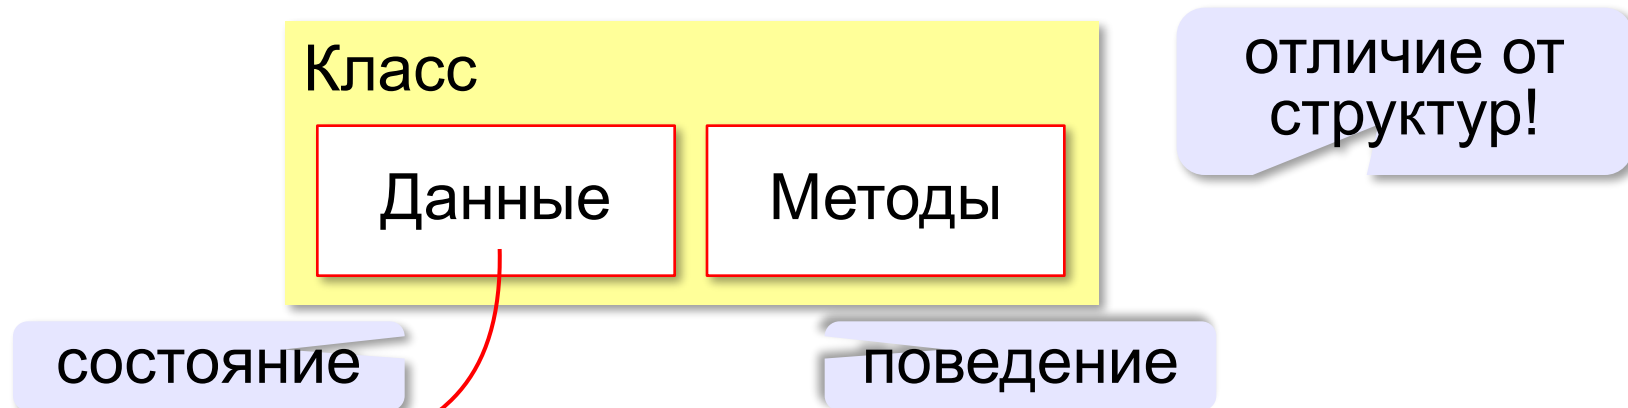 Класс
отличие от
структур!
Данные
Методы
состояние
поведение